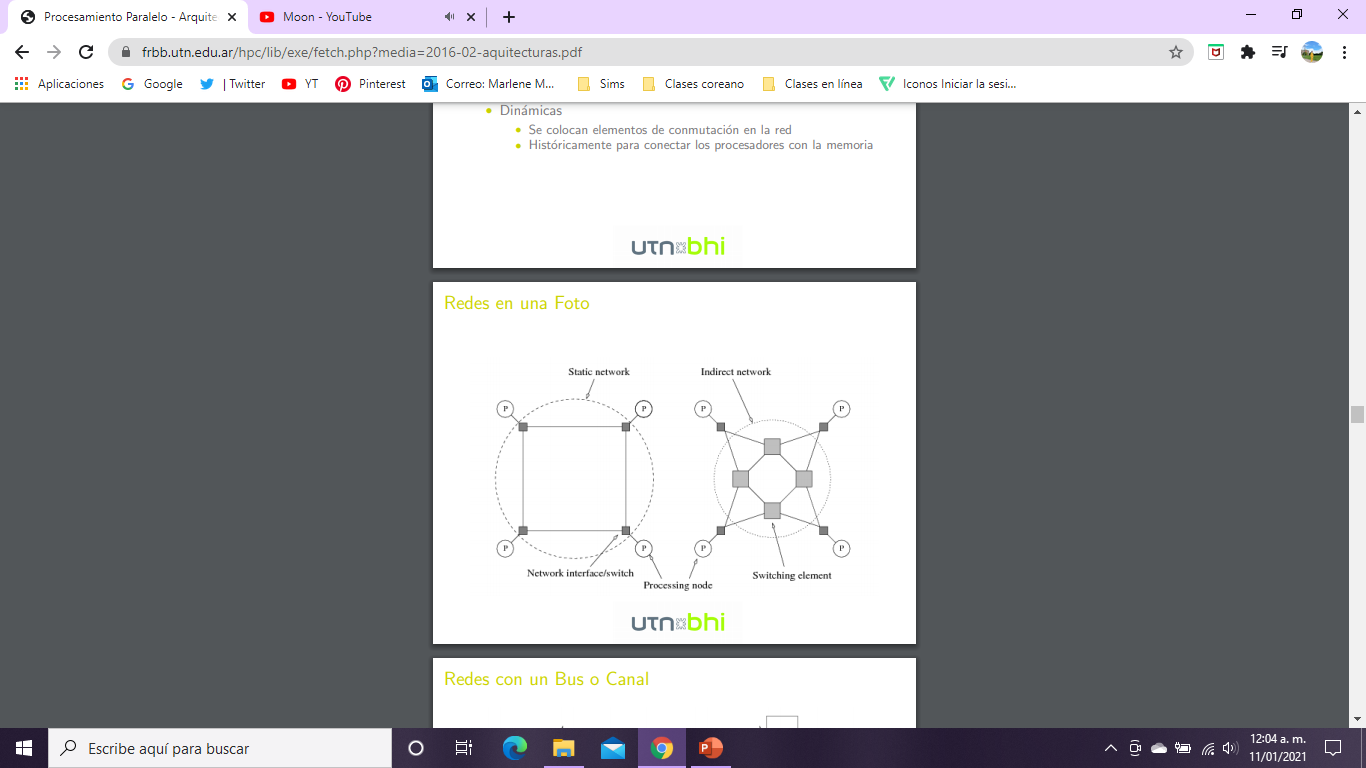 Procesamiento Paralelo - Arquite
Moon - YouTube
frbb.utn.edu.ar/hpc/lib/exe/fetch.php?media=2016-02-aquitecturas.pdf
Aplicaciones
Google
| Twitter
YT
Pinterest
Correo: Marlene M...
Sims
Clases coreano
Clases en línea
Iconos Iniciar la sesi...
• Dinámicas
• Se colocan elementos de conmutación en la red
• Históricamente para conectar los procesadores con la memoria
utn bhi
Redes en una Foto
Static network
Indirect network
P
P
P
P
P
P
P
P
Network interface/switch
Processing node
Switching element
utn bhi
Redes con un Bus o Canal
Escribe aquí para buscar
12:04 a. m.
11/01/2021